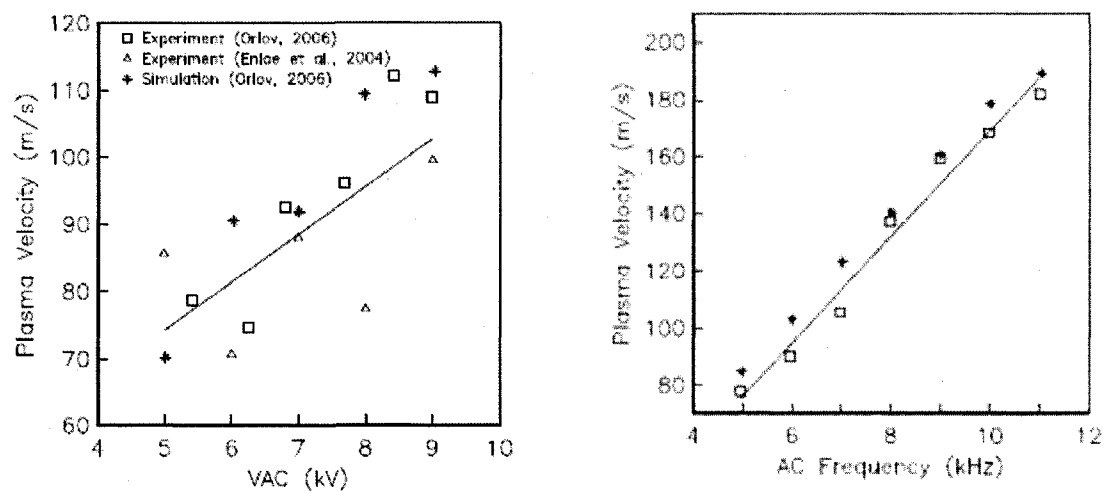 120
110
100
90
80
70
60
Plasma Velocity (m/s)
Experiment (Orlov, 2006)
Experiment (Enloe et al., 2004)
Simulation (Orlov, 2006)
4 5 6 7 8 9 10
VAC (kV)
200
180
160
140
120
100
80
Plasma Velocity (m/s)
4 6 8 10 12
AC Frequency (kHz)